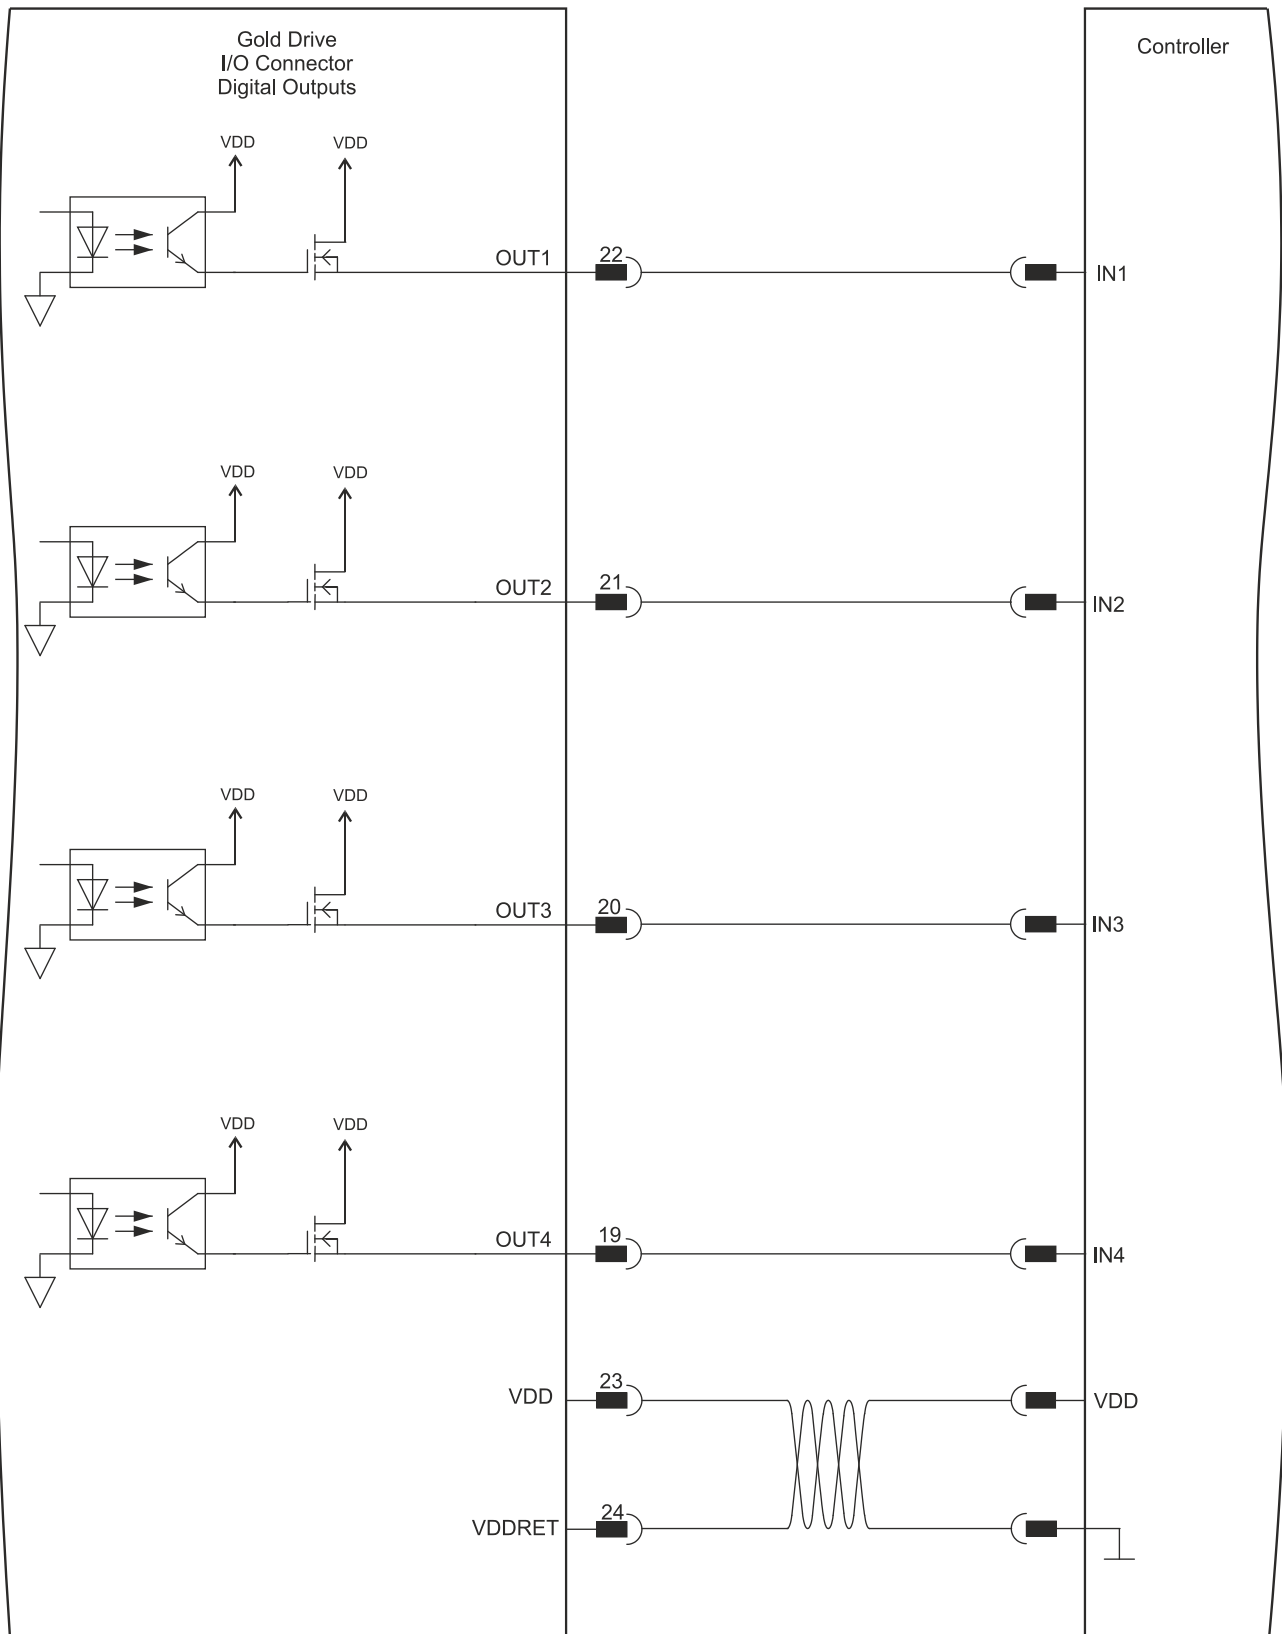 Gold Drive
I/O Connector
Digital Outputs
Controller
VDD
VDD
OUT1
22
IN1
VDD
VDD
OUT2
21
IN2
VDD
VDD
OUT3
20
IN3
VDD
VDD
OUT4
19
IN4
VDD
23
VDD
VDDRET
24